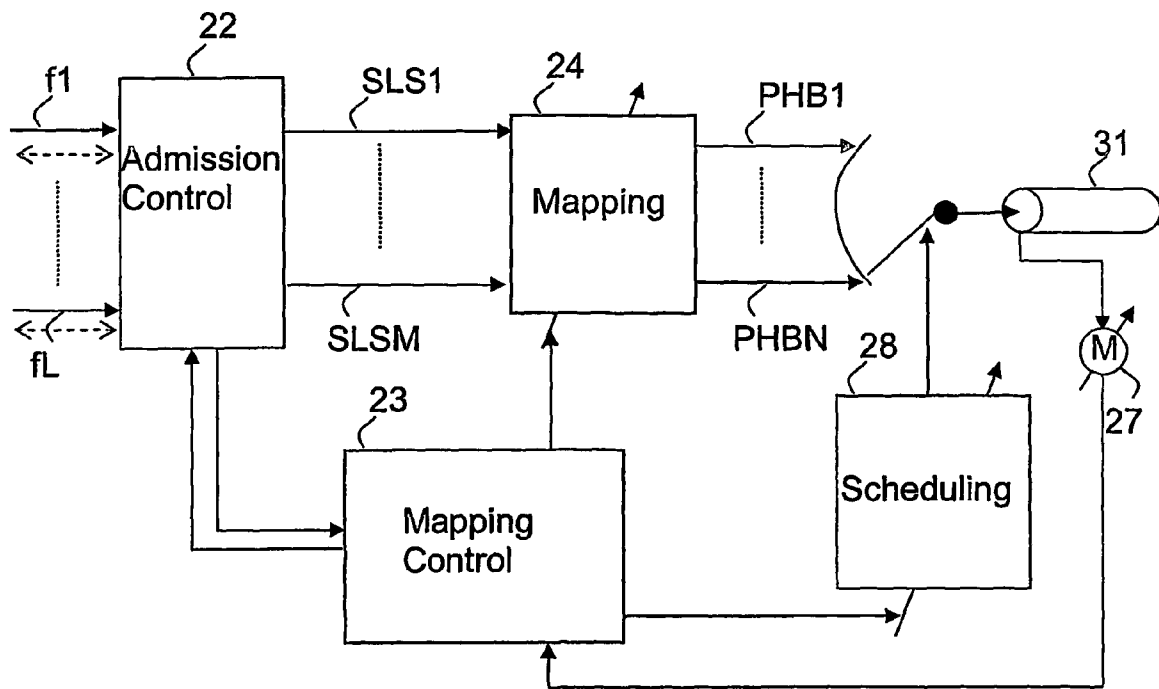 22
f1
SLS1
24
PHB1
31
Admission
Control
Mapping
fL
SLSM
PHBN
28
M
27
23
Scheduling
Mapping
Control